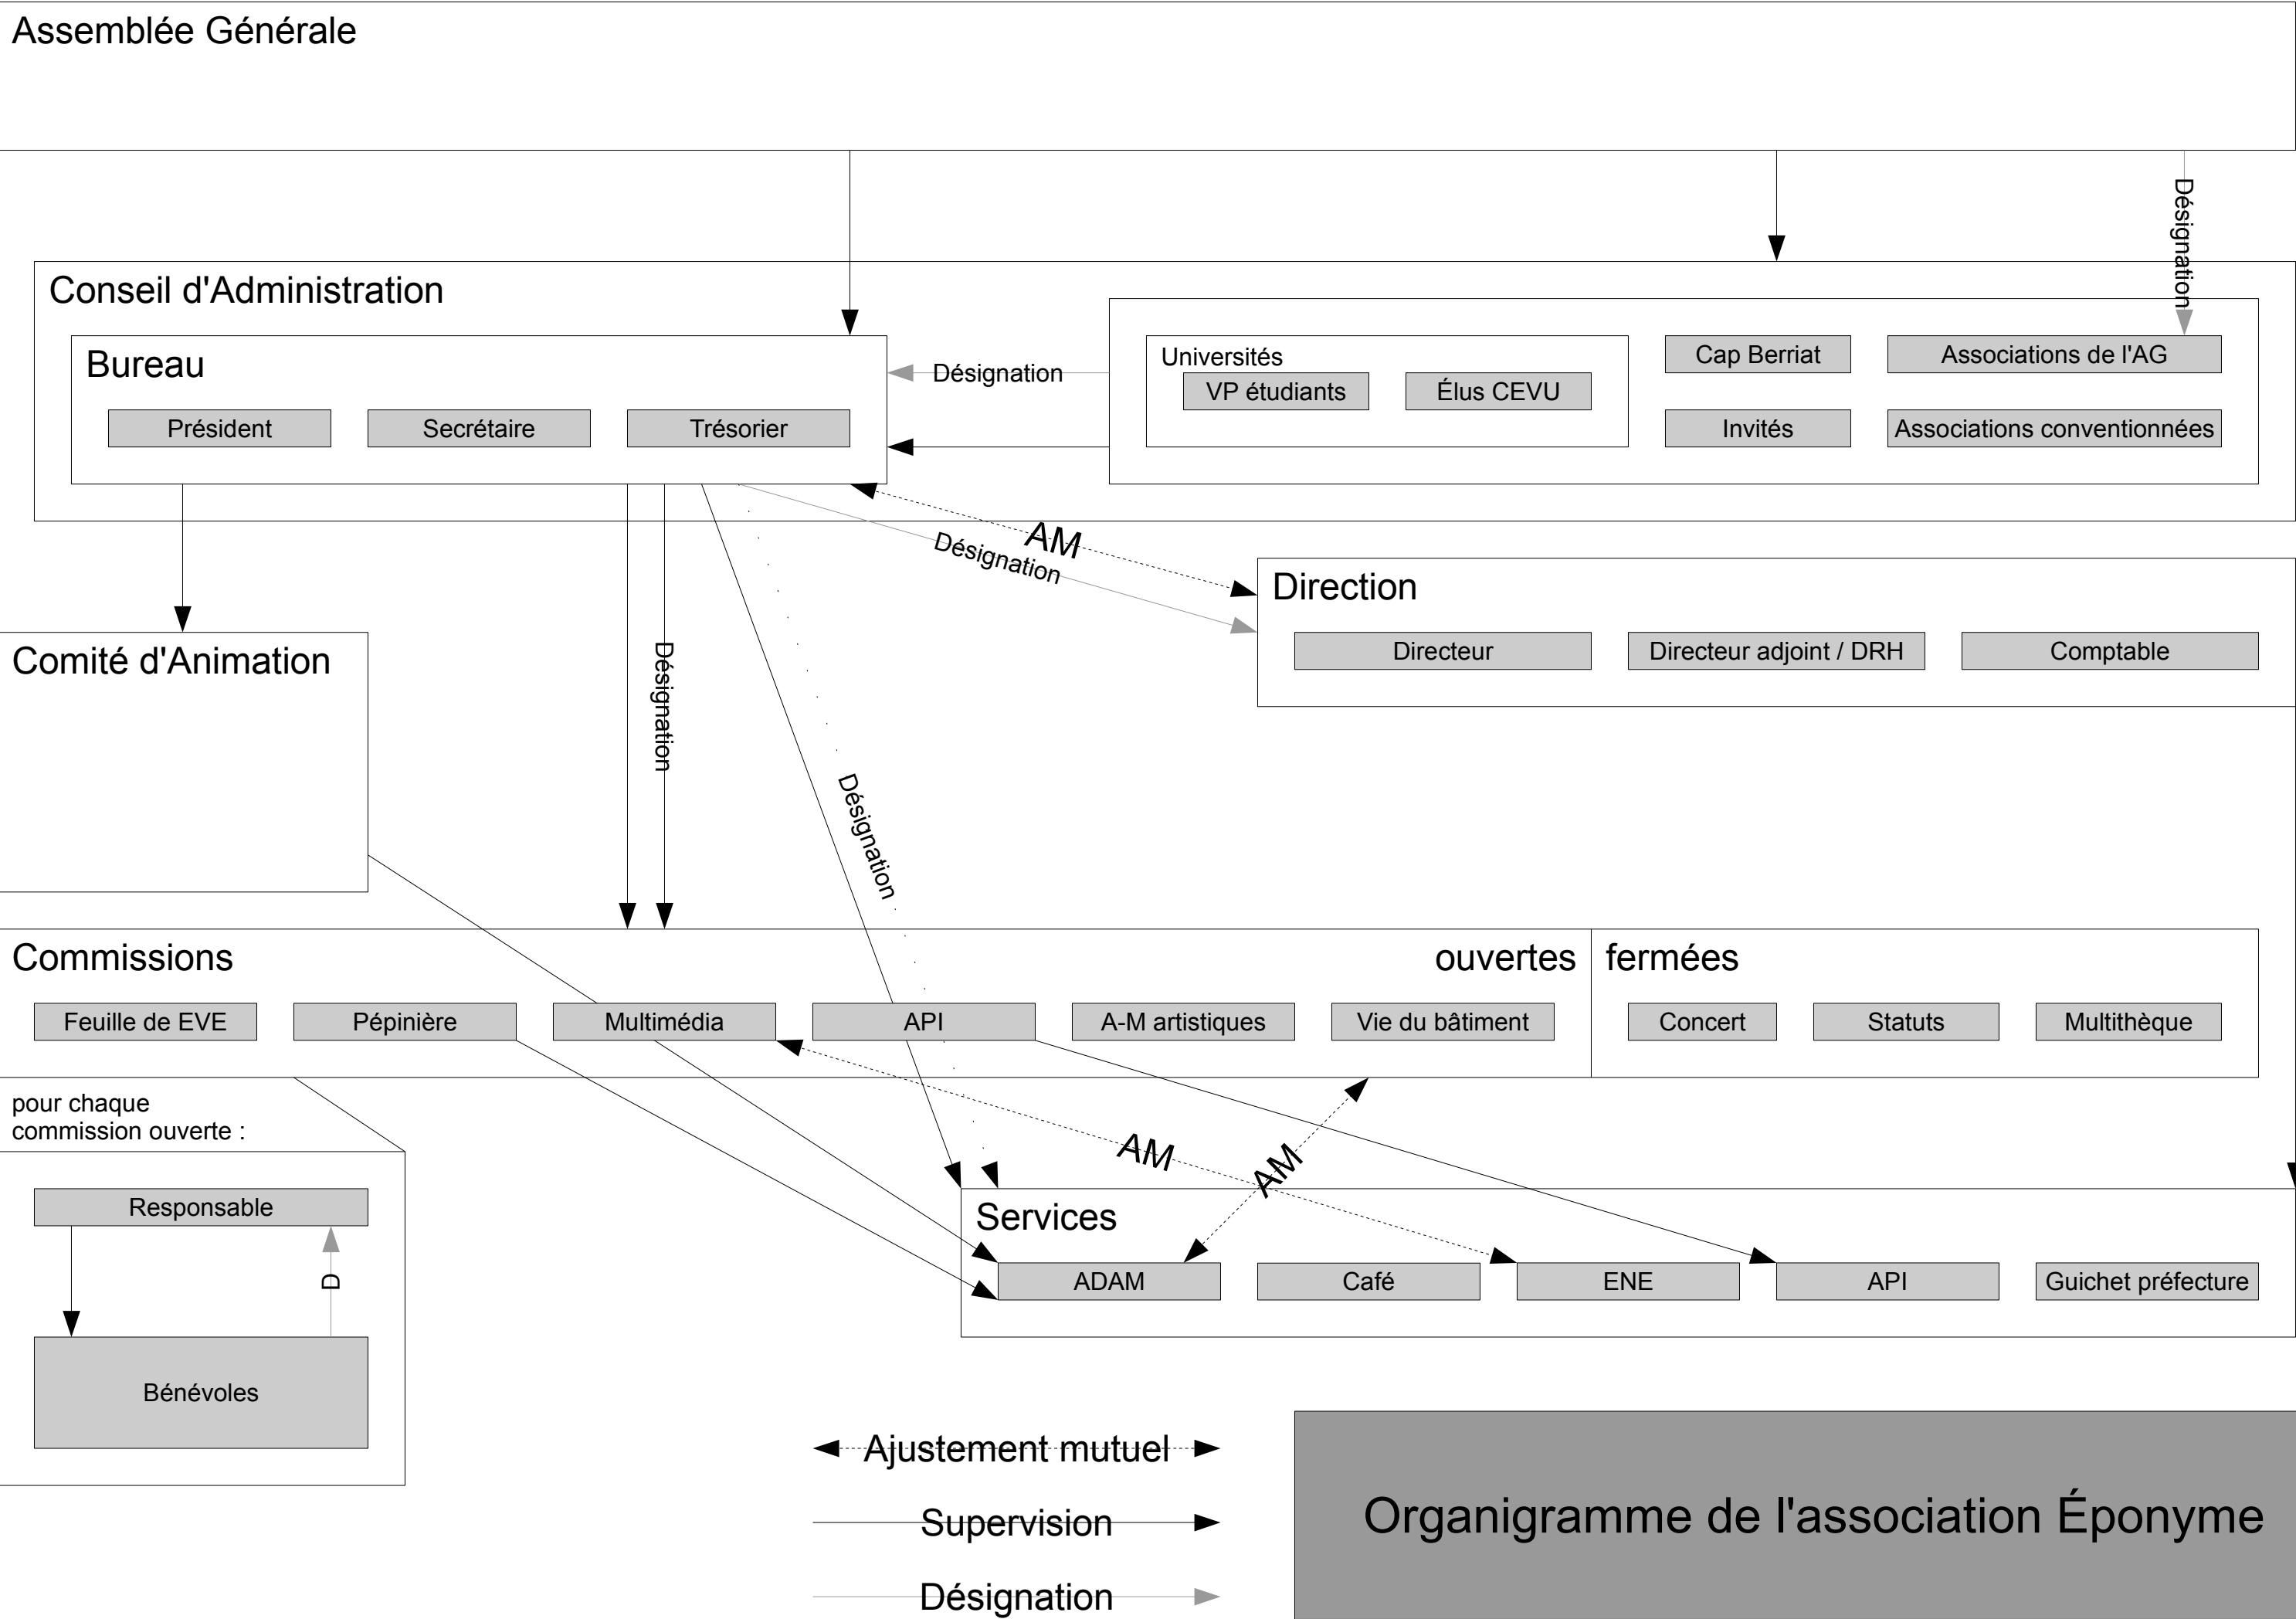 Assemblée Générale
Désignation
Conseil d'Administration
Bureau
Président
Secrétaire
Trésorier
Désignation
Universités
VP étudiants
Élus CEVU
Cap Berriat
Associations de l'AG
Invités
Associations conventionnées
AM
Désignation
Direction
Directeur
Directeur adjoint / DRH
Comptable
Comité d'Animation
Désignation
Désignation
Commissions
ouvertes
fermées
Feuille de EVE
Pépinière
Multimédia
API
A-M artistiques
Vie du bâtiment
Concert
Statuts
Multithèque
pour chaque
commission ouverte :
Responsable
D
Bénévoles
AM
AM
Services
ADAM
Café
ENE
API
Guichet préfecture
Ajustement mutuel
Supervision
Désignation
Organigramme de l'association Éponyme